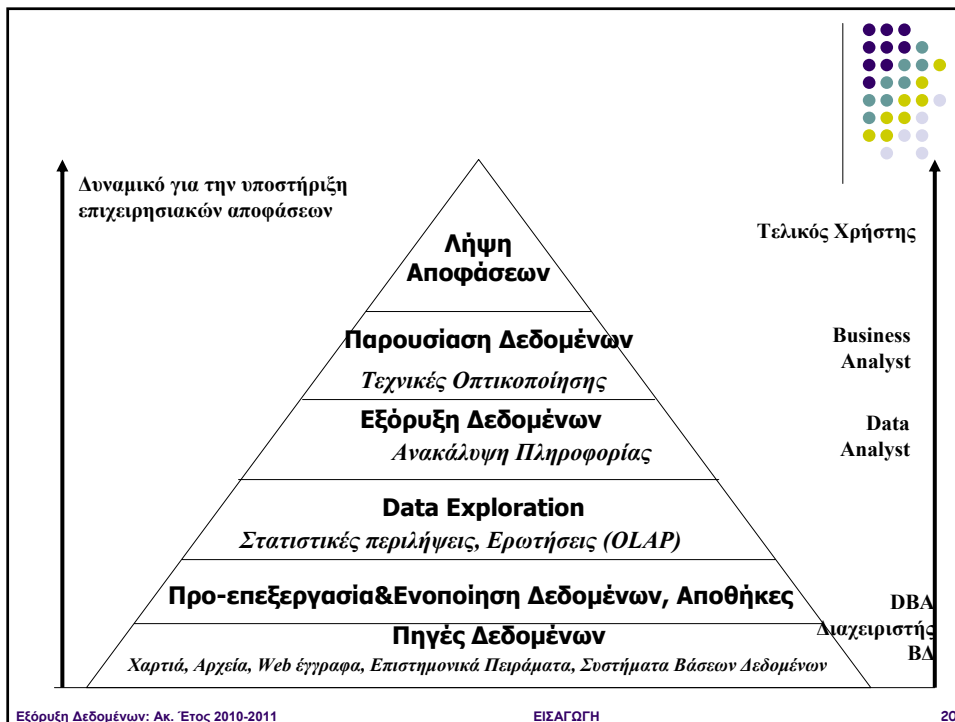 Δυναμικό για την υποστήριξη
επιχειρησιακών αποφάσεων
Τελικός Χρήστης
Λήψη
Αποφάσεων
Παρουσίαση Δεδομένων
Τεχνικές Οπτικοποίησης
Business
Analyst
Εξόρυξη Δεδομένων
Ανακάλυψη Πληροφορίας
Data
Analyst
Data Exploration
Στατιστικές περιλήψεις, Ερωτήσεις (OLAP)
Προ-επεξεργασία&Ενοποίηση Δεδομένων, Αποθήκες
Πηγές Δεδομένων
Χαρτιά, Αρχεία, Web έγγραφα, Επιστημονικά Πειράματα, Συστήματα Βάσεων Δεδομένων
DBA
Διαχειριστής
ΒΔ
Εξόρυξη Δεδομένων: Ακ. Έτος 2010-2011
ΕΙΣΑΓΩΓΗ
20